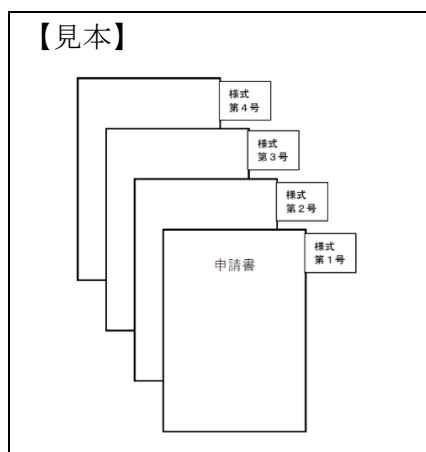 【見本】
様式
第４号
様式
第３号
様式
第２号
様式
第１号
申請書